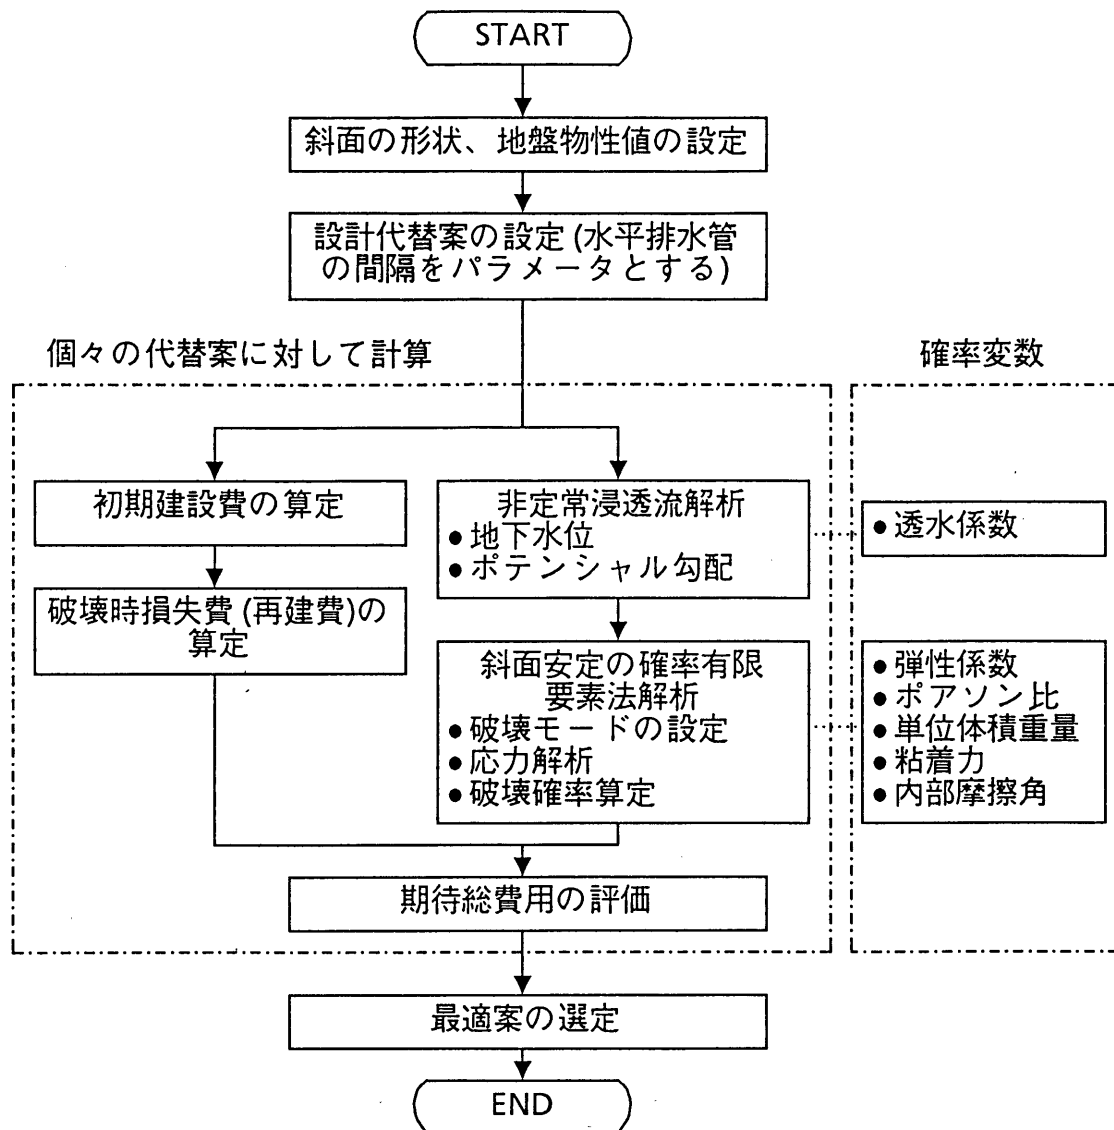 START
斜面の形状、地盤物性値の設定
設計代替案の設定 (水平排水管
の間隔をパラメータとする)
個々の代替案に対して計算
確率変数
初期建設費の算定
破壊時損失費 (再建費)の
算定
非定常浸透流解析
●地下水位
●ポテンシャル勾配
●透水係数
斜面安定の確率有限
要素法解析
●破壊モードの設定
●応力解析
●破壊確率算定
●弾性係数
●ポアソン比
●単位体積重量
●粘着力
●内部摩擦角
期待総費用の評価
最適案の選定
END